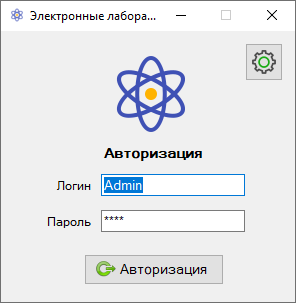 Электронные лабора...
Авторизация
Логин
Admin
Пароль
****
Авторизация